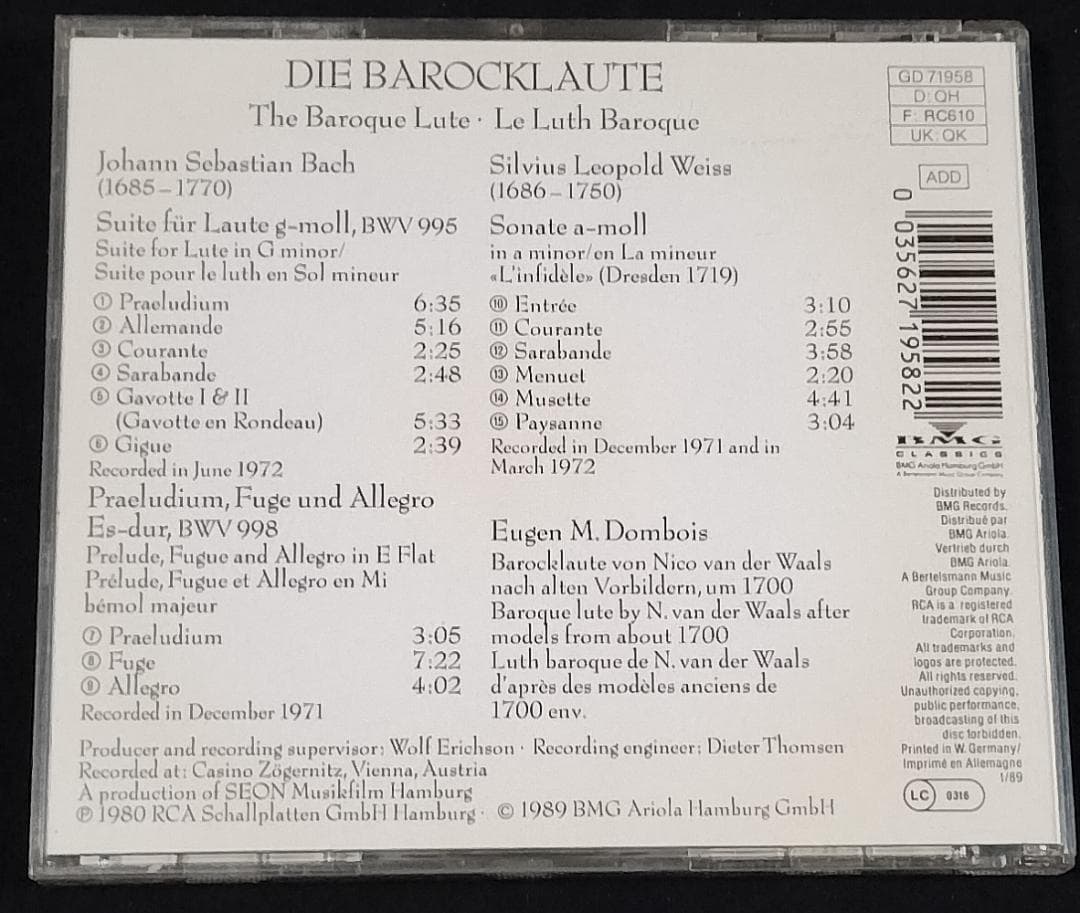 DIE BAROCKLAUTE
The Baroque Lute · Le Luth Baroque
Johann Sebastian Bach
(1685–1770)
Suite für Laute g-moll, BWV 995
Suite for Lute in G minor/
Suite pour le luth en Sol mineur
① Praeludium 6:35
② Allemande 5:16
③ Courante 2:25
④ Sarabande 2:48
⑤ Gavotte I & II
(Gavotte en Rondeau) 5:33
⑥ Gigue 2:39
Recorded in June 1972
Praeludium, Fuge und Allegro
Es-dur, BWV 998
Prelude, Fugue and Allegro in E Flat
Prélude, Fugue et Allegro en Mi
bémol majeur
⑦ Praeludium 3:05
⑧ Fuge 7:22
⑨ Allegro 4:02
Recorded in December 1971
Silvius Leopold Weiss
(1686–1750)
Sonate a-moll
in a minor/en La mineur
«L'infidèle» (Dresden 1719)
⑩ Entrée 3:10
⑪ Courante 2:55
⑫ Sarabande 3:58
⑬ Menuet 2:20
⑭ Musette 4:41
⑮ Paysanne 3:04
Recorded in December 1971 and in
March 1972
Eugen M. Dombois
Barocklaute von Nico van der Waals
nach alten Vorbildern, um 1700
Baroque lute by N. van der Waals after
models from about 1700
Luth baroque de N. van der Waals
d'après des modèles anciens de
1700 env.
Producer and recording supervisor: Wolf Erichson · Recording engineer: Dieter Thomsen
Recorded at: Casino Zögernitz, Vienna, Austria
A production of SEON Musikfilm Hamburg
℗ 1980 RCA Schallplatten GmbH Hamburg · © 1989 BMG Ariola Hamburg GmbH
GD 71958
D: QH
F: RC610
UK: QK
ADD
0 035627 195822
BMG
CLASSICS
BMG Ariola Hamburg GmbH
A Bertelsmann Music Group Company
Distributed by
BMG Records.
Distribué par
BMG Ariola.
Vertrieb durch
BMG Ariola.
A Bertelsmann Music
Group Company.
RCA is a registered
trademark of RCA
Corporation.
All trademarks and
logos are protected.
All rights reserved.
Unauthorized copying,
public performance,
broadcasting of this
disc forbidden.
Printed in W. Germany/
Imprimé en Allemagne
1/89
LC 0316